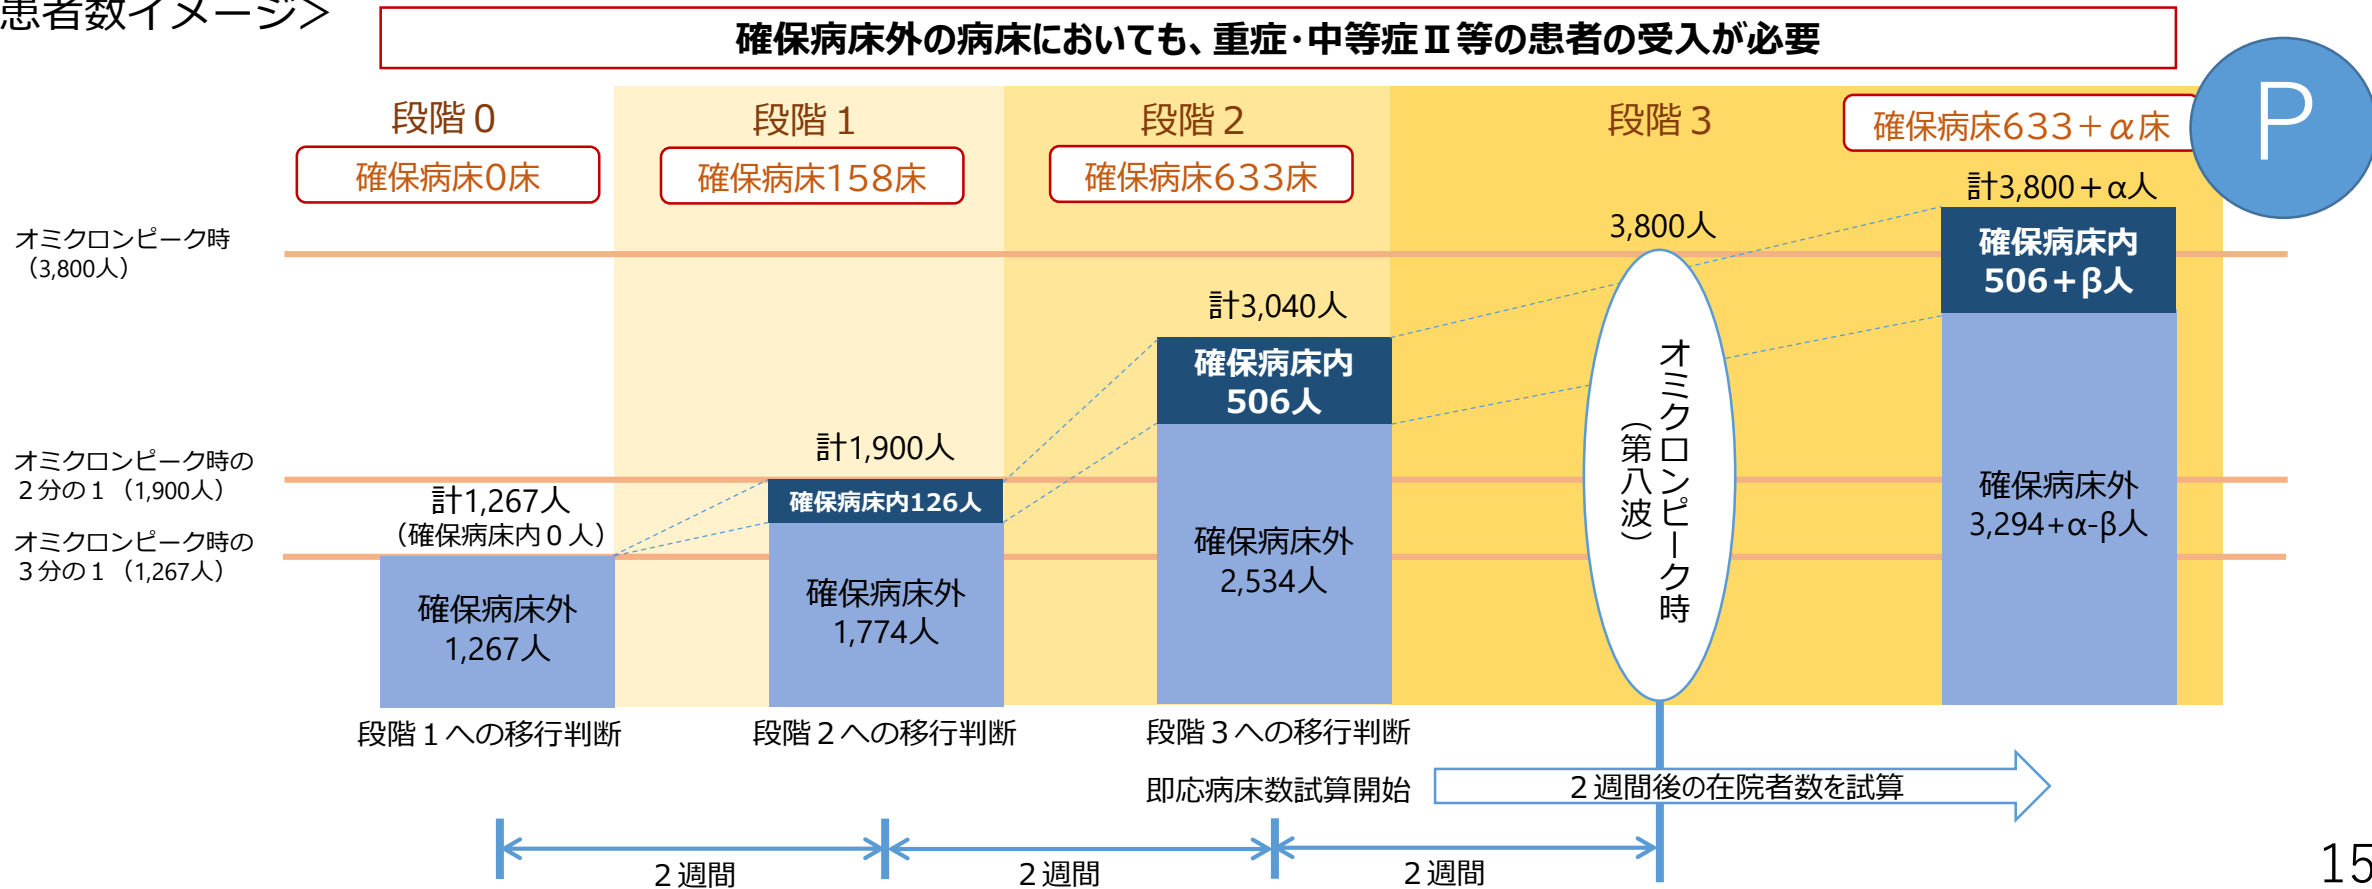 患者数イメージ＞
確保病床外の病床においても、重症・中等症Ⅱ等の患者の受入が必要
P
段階０
確保病床0床
段階１
確保病床158床
段階２
確保病床633床
段階３
確保病床633＋α床
オミクロンピーク時
（3,800人）
オミクロンピーク時の
２分の１（1,900人）
オミクロンピーク時の
３分の１（1,267人）
計1,267人
（確保病床内０人）
確保病床外
1,267人
計1,900人
確保病床内126人
確保病床外
1,774人
計3,040人
確保病床内
506人
確保病床外
2,534人
3,800人
オミクロンピーク時
（第八波）
計3,800＋α人
確保病床内
506＋β人
確保病床外
3,294+α-β人
段階１への移行判断
段階２への移行判断
段階３への移行判断
即応病床数試算開始
２週間後の在院者数を試算
２週間
２週間
２週間
15